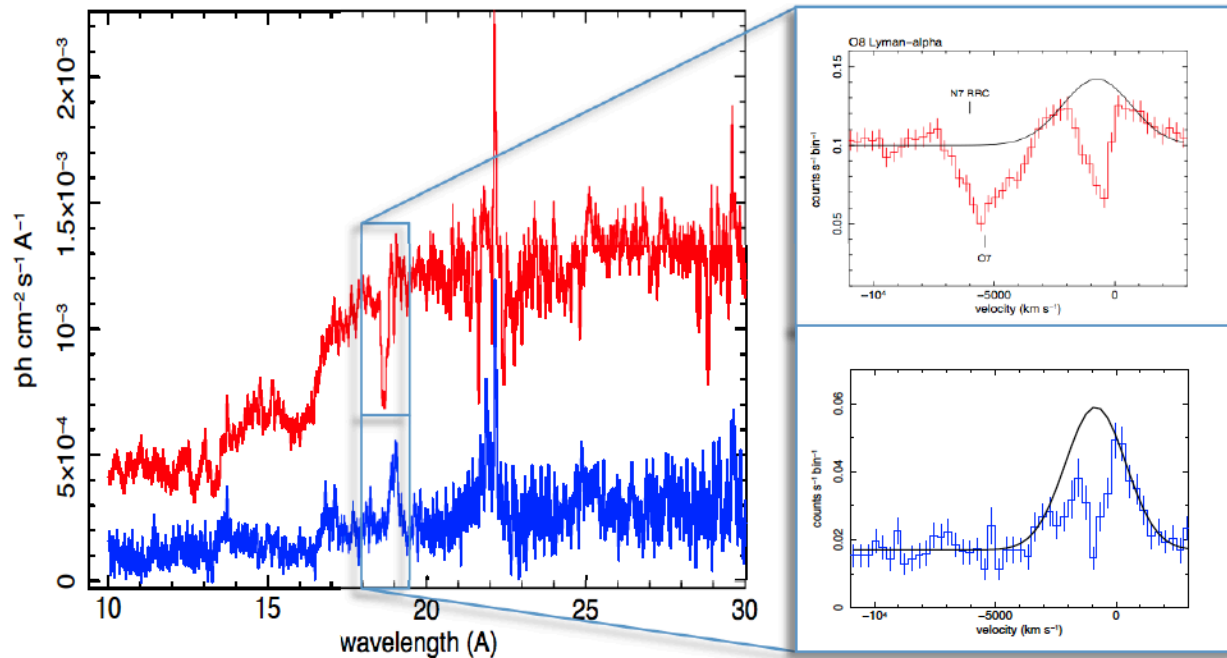 ph cm−2 s−1 A−1
2×10−3
1.5×10−3
10−3
5×10−4
0
10 15 20 25 30
wavelength (A)
O8 Lyman−alpha
counts s−1 bin−1
0.15
0.1
0.05
N7 RRC
O7
−10⁴ −5000 0
velocity (km s−1)
counts s−1 bin−1
0.06
0.04
0.02
0
−10⁴ −5000 0
velocity (km s−1)